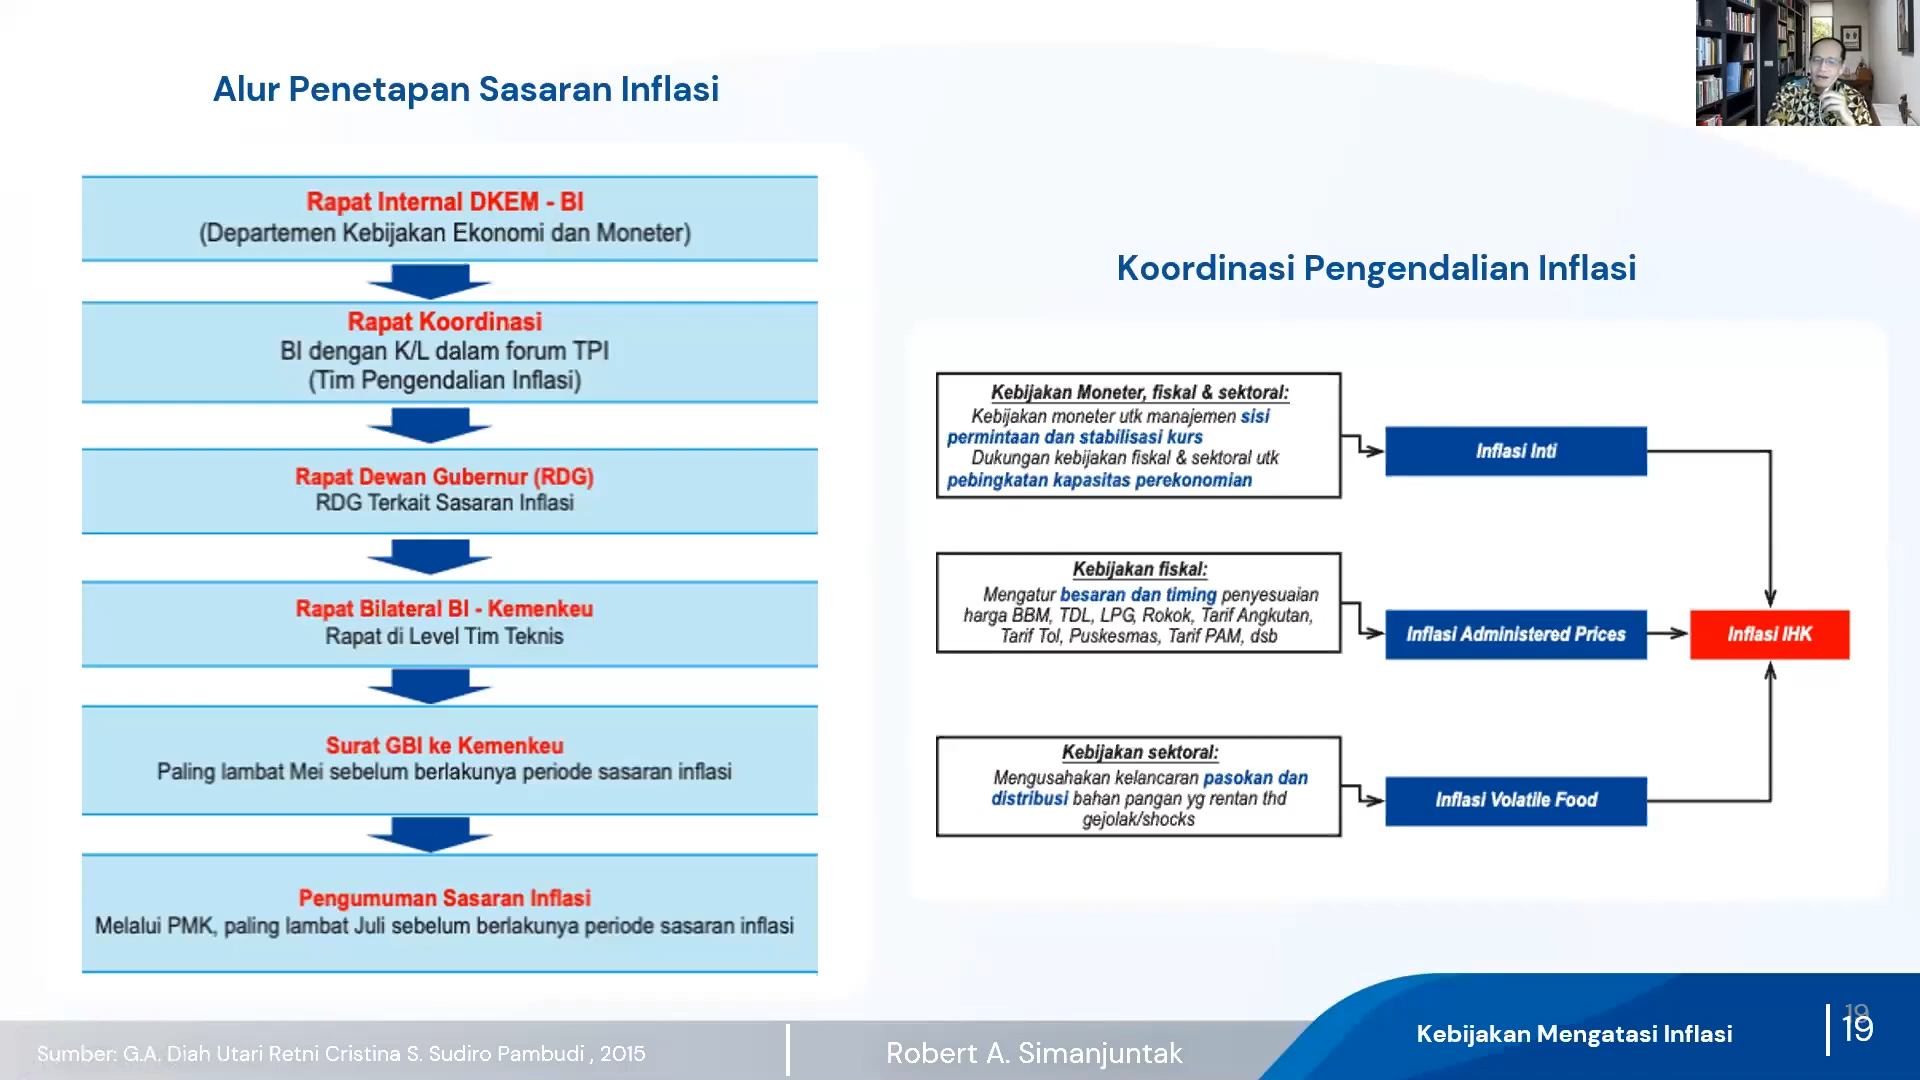 Alur Penetapan Sasaran Inflasi
Rapat Internal DKEM - BI
(Departemen Kebijakan Ekonomi dan Moneter)
Rapat Koordinasi
BI dengan K/L dalam forum TPI
(Tim Pengendalian Inflasi)
Rapat Dewan Gubernur (RDG)
RDG Terkait Sasaran Inflasi
Rapat Bilateral BI - Kemenkeu
Rapat di Level Tim Teknis
Surat GBI ke Kemenkeu
Paling lambat Mei sebelum berlakunya periode sasaran inflasi
Pengumuman Sasaran Inflasi
Melalui PMK, paling lambat Juli sebelum berlakunya periode sasaran inflasi
Koordinasi Pengendalian Inflasi
Kebijakan Moneter, fiskal & sektoral:
Kebijakan moneter utk manajemen sisi
permintaan dan stabilisasi kurs
Dukungan kebijakan fiskal & sektoral utk
pebingkatan kapasitas perekonomian
Inflasi Inti
Kebijakan fiskal:
Mengatur besaran dan timing penyesuaian
harga BBM, TDL, LPG, Rokok, Tarif Angkutan,
Tarif Tol, Puskesmas, Tarif PAM, dsb
Inflasi Administered Prices
Inflasi IHK
Kebijakan sektoral:
Mengusahakan kelancaran pasokan dan
distribusi bahan pangan yg rentan thd
gejolak/shocks
Inflasi Volatile Food
Sumber: G.A. Diah Utari Retni Cristina S. Sudiro Pambudi , 2015
Robert A. Simanjuntak
Kebijakan Mengatasi Inflasi
19
19